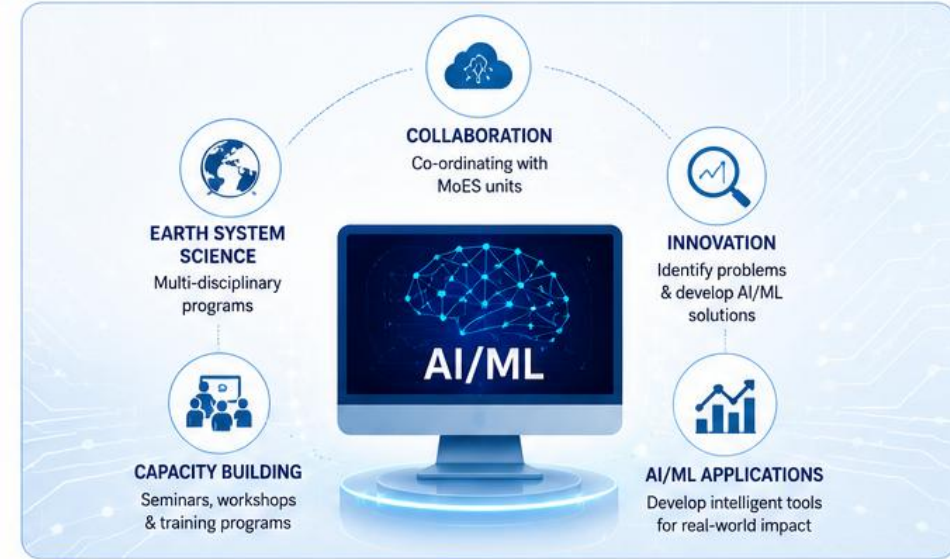 COLLABORATION
Co-ordinating with
MoES units
EARTH SYSTEM
SCIENCE
Multi-disciplinary
programs
INNOVATION
Identify problems
& develop AI/ML
solutions
AI/ML
CAPACITY BUILDING
Seminars, workshops
& training programs
AI/ML APPLICATIONS
Develop intelligent tools
for real-world impact